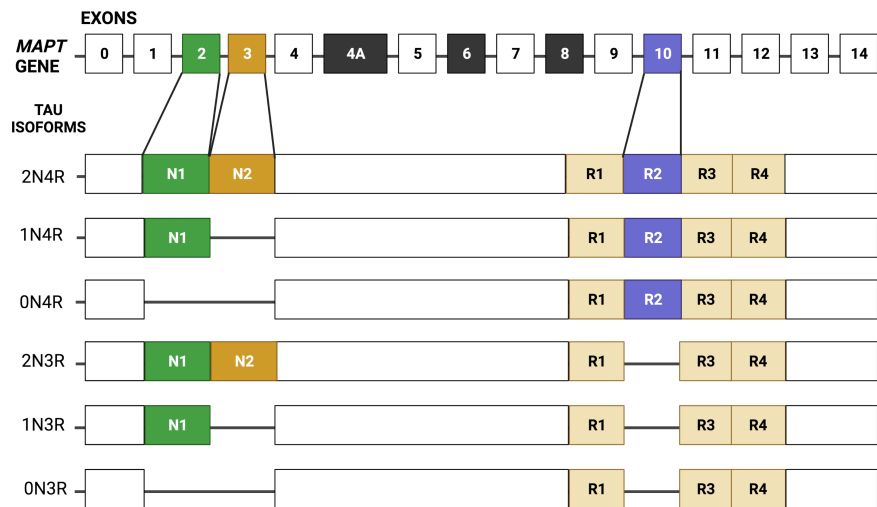 EXONS
MAPT
GENE
0 1 2 3 4 4A 5 6 7 8 9 10 11 12 13 14
TAU
ISOFORMS
2N4R N1 N2 R1 R2 R3 R4
1N4R N1 R1 R2 R3 R4
0N4R R1 R2 R3 R4
2N3R N1 N2 R1 R3 R4
1N3R N1 R1 R3 R4
0N3R R1 R3 R4